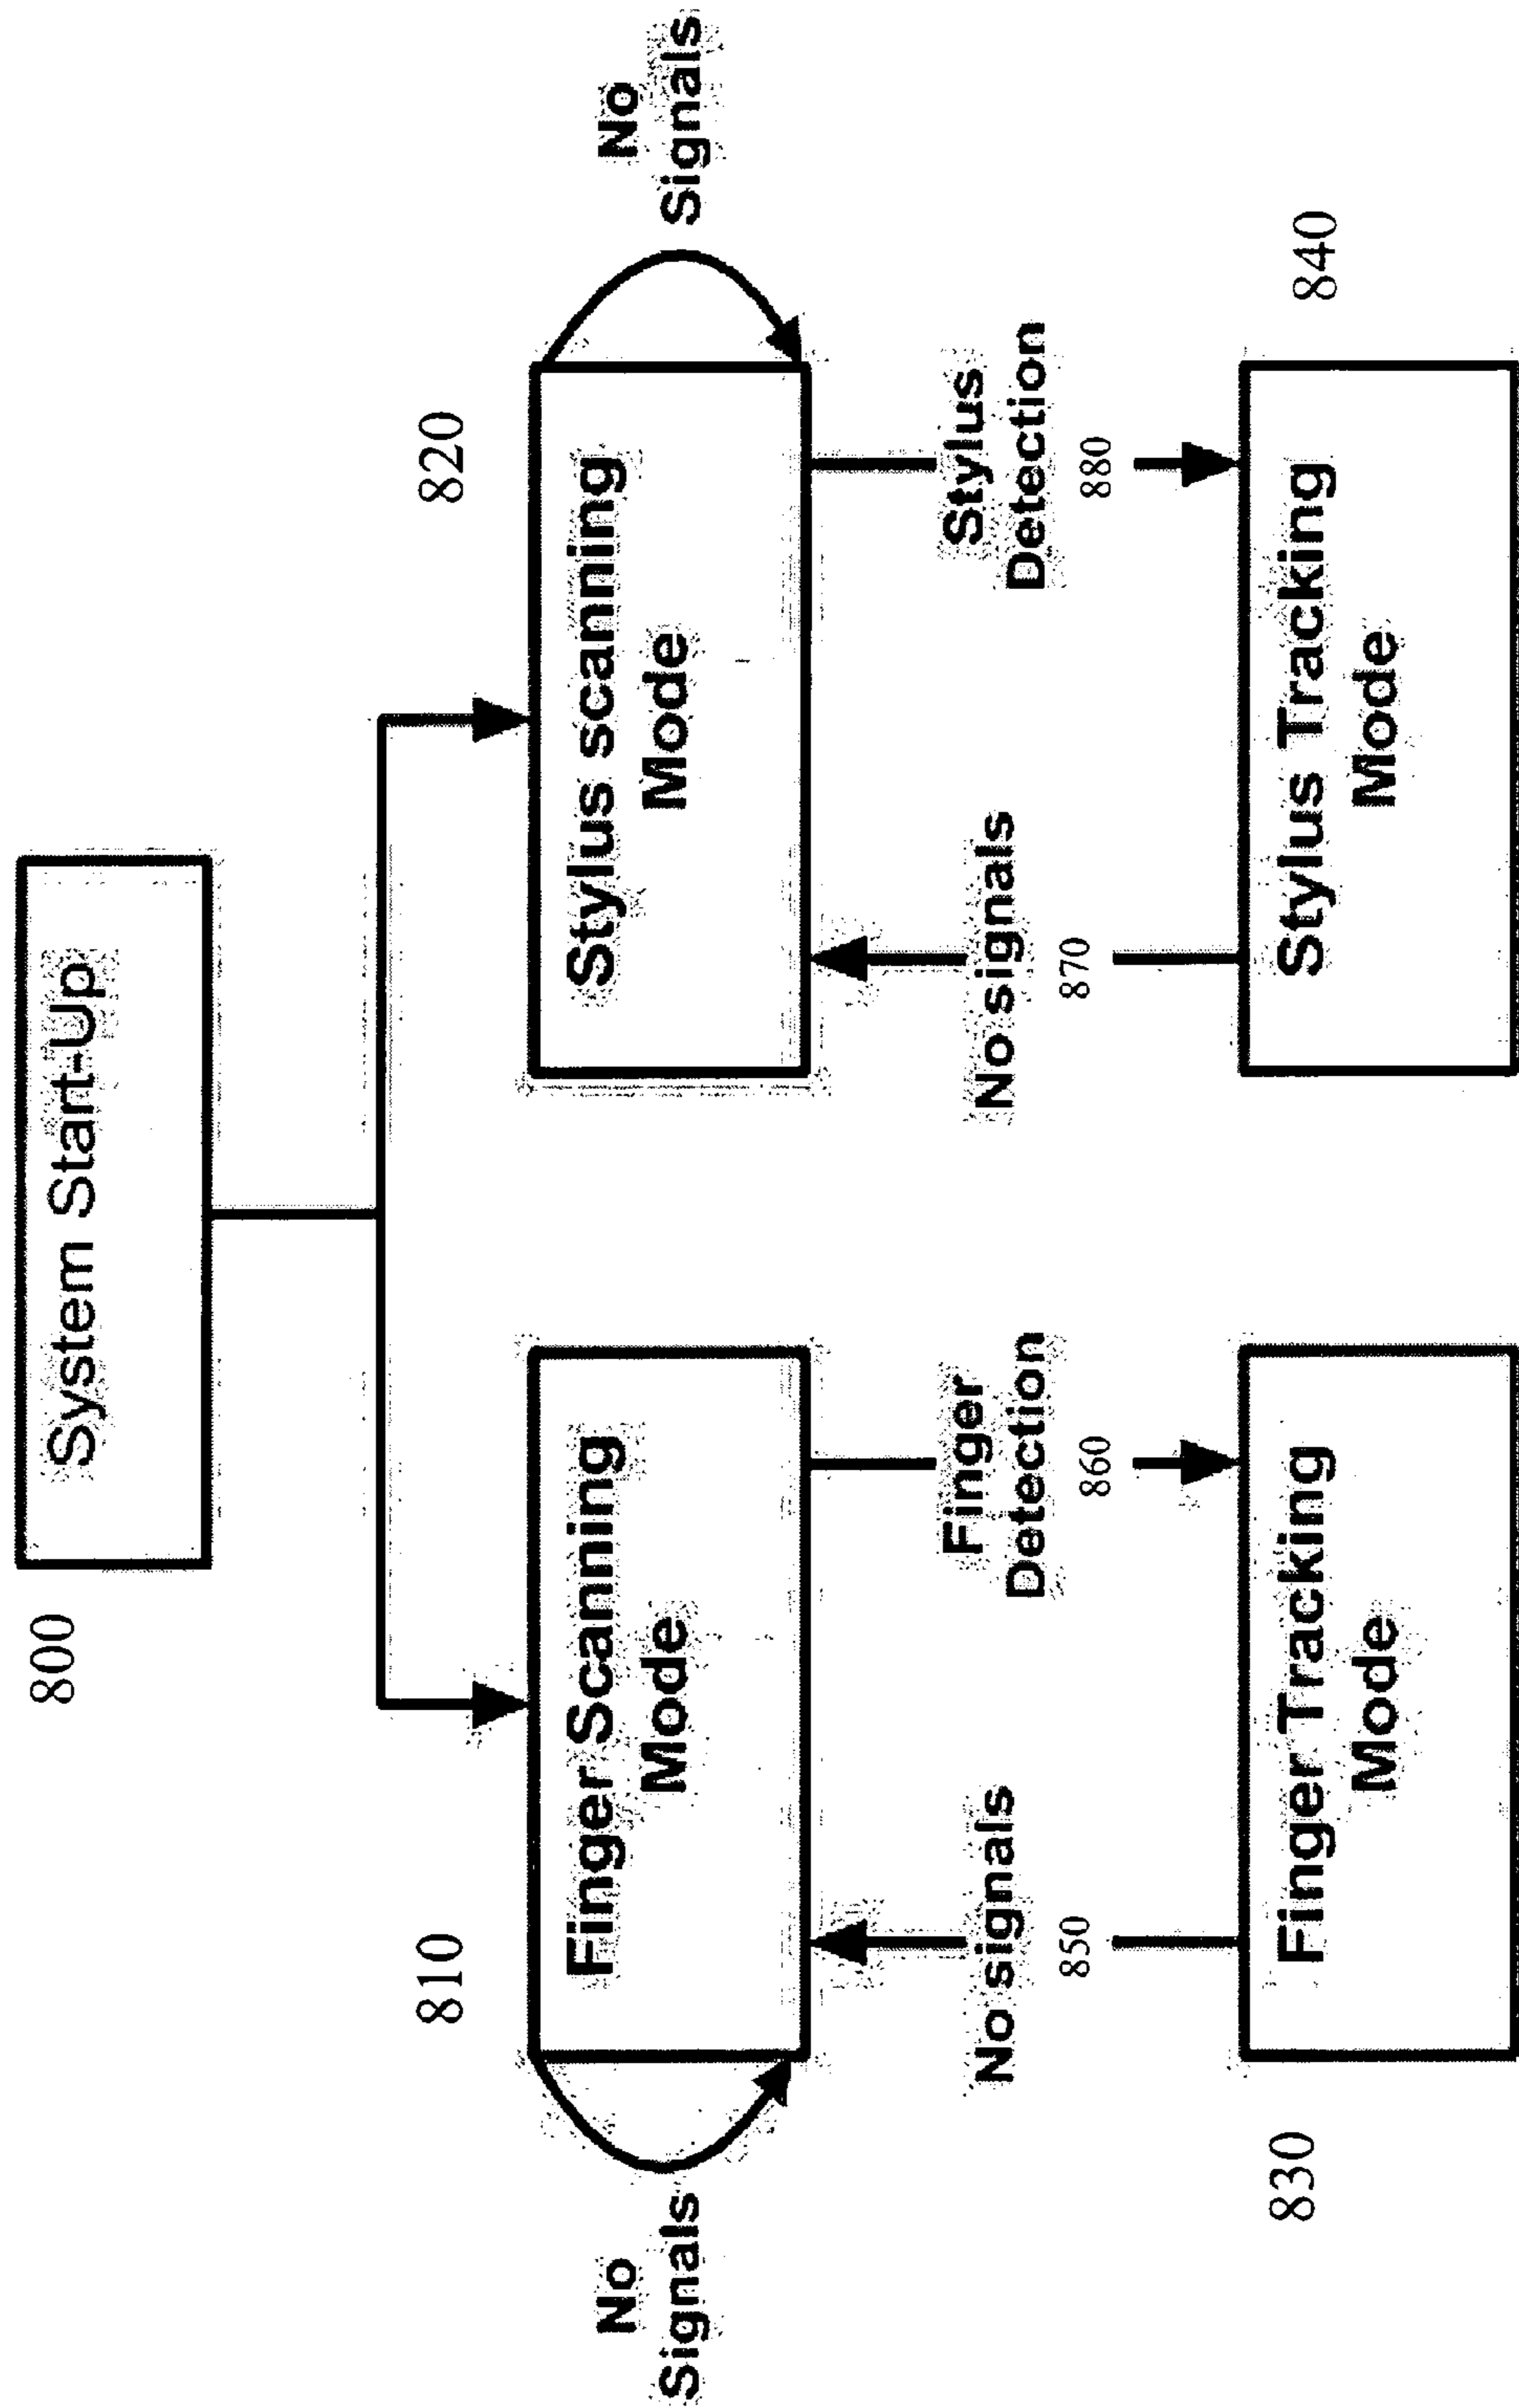 800
System Start-Up
810
820
No
Signals
Finger Scanning
Mode
Stylus scanning
Mode
No
Signals
No signals
850
Finger
Detection
860
No signals
870
Stylus
Detection
880
830
Finger Tracking
Mode
Stylus Tracking
Mode
840